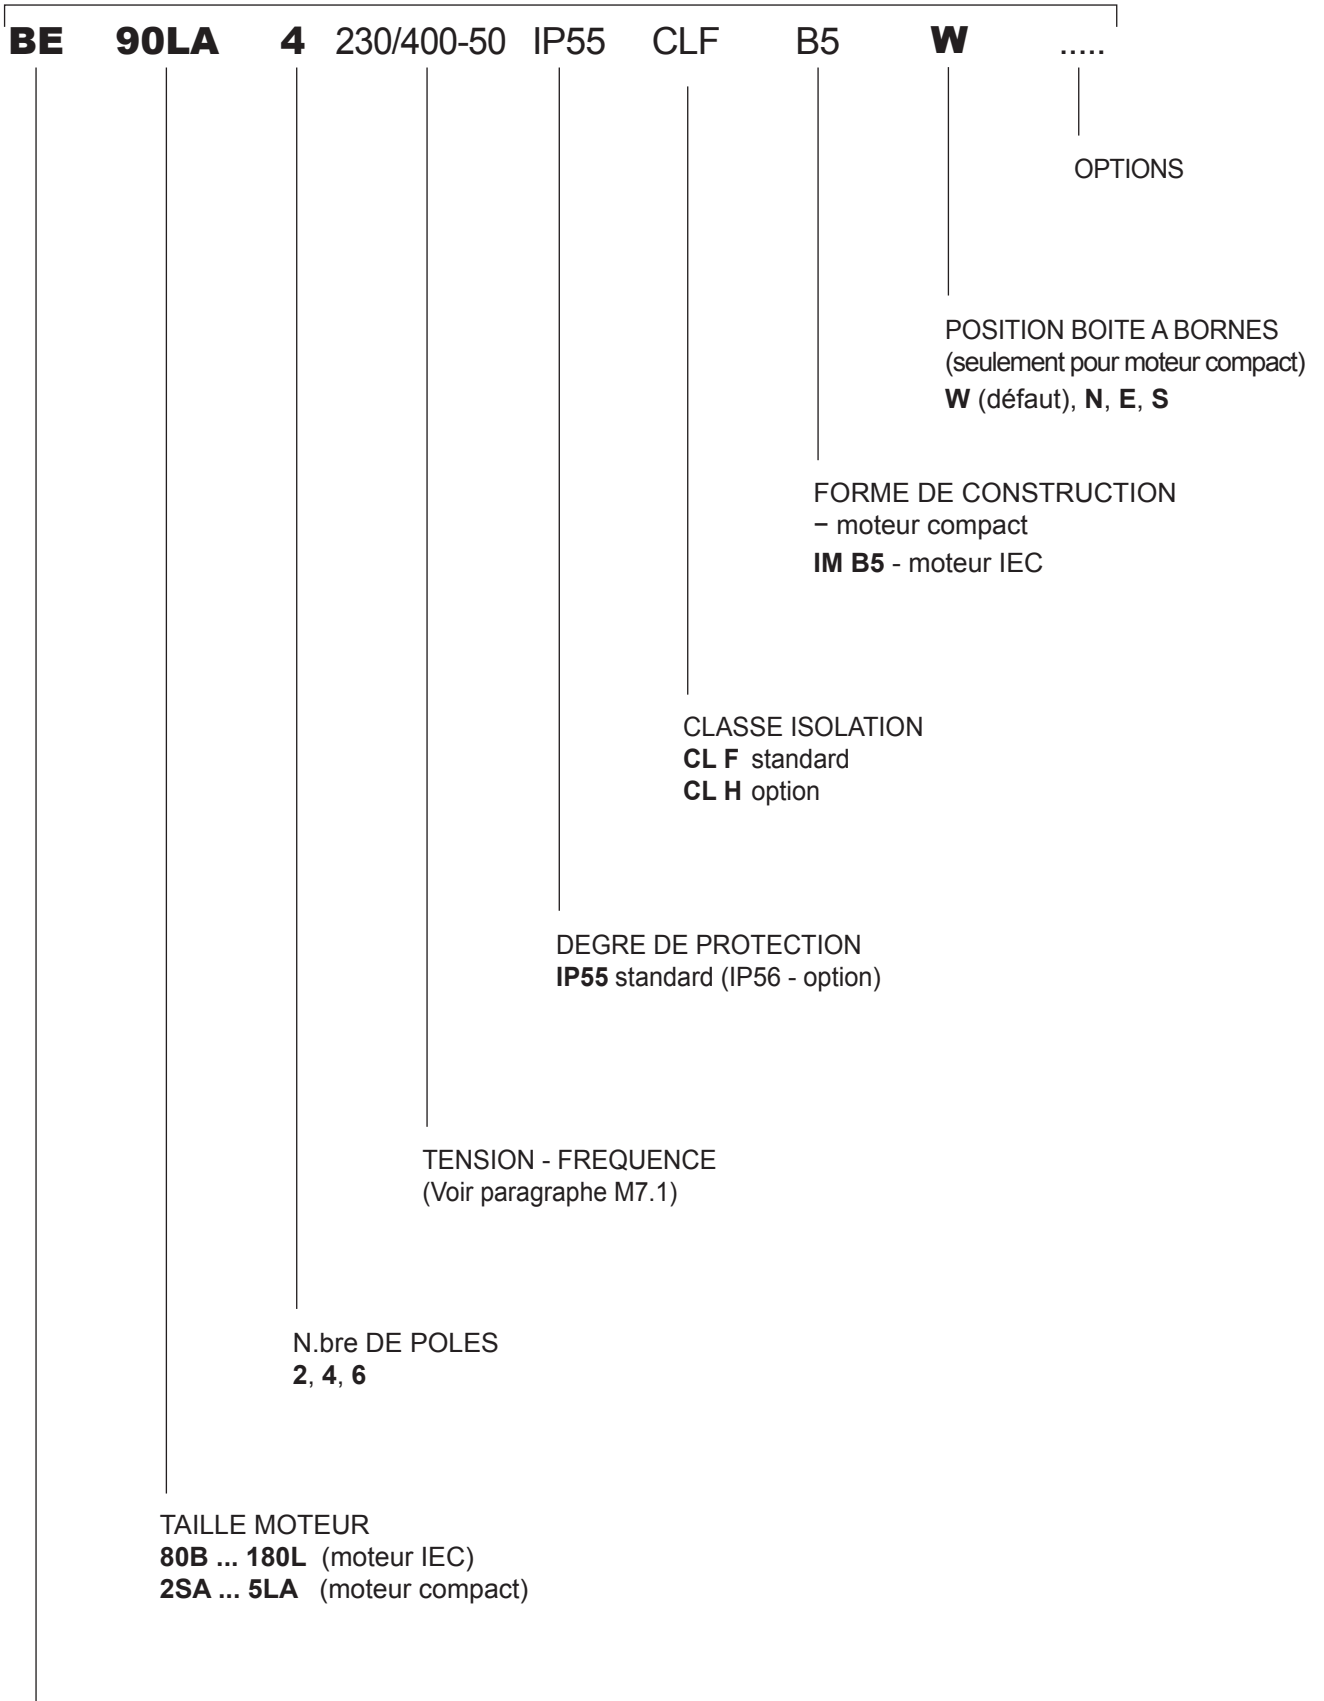 BE 90LA 4 230/400-50 IP55 CLF B5 W .....
OPTIONS
POSITION BOITE A BORNES
(seulement pour moteur compact)
W (défaut), N, E, S
FORME DE CONSTRUCTION
− moteur compact
IM B5 - moteur IEC
CLASSE ISOLATION
CL F standard
CL H option
DEGRE DE PROTECTION
IP55 standard (IP56 - option)
TENSION - FREQUENCE
(Voir paragraphe M7.1)
N.bre DE POLES
2, 4, 6
TAILLE MOTEUR
80B ... 180L (moteur IEC)
2SA ... 5LA (moteur compact)